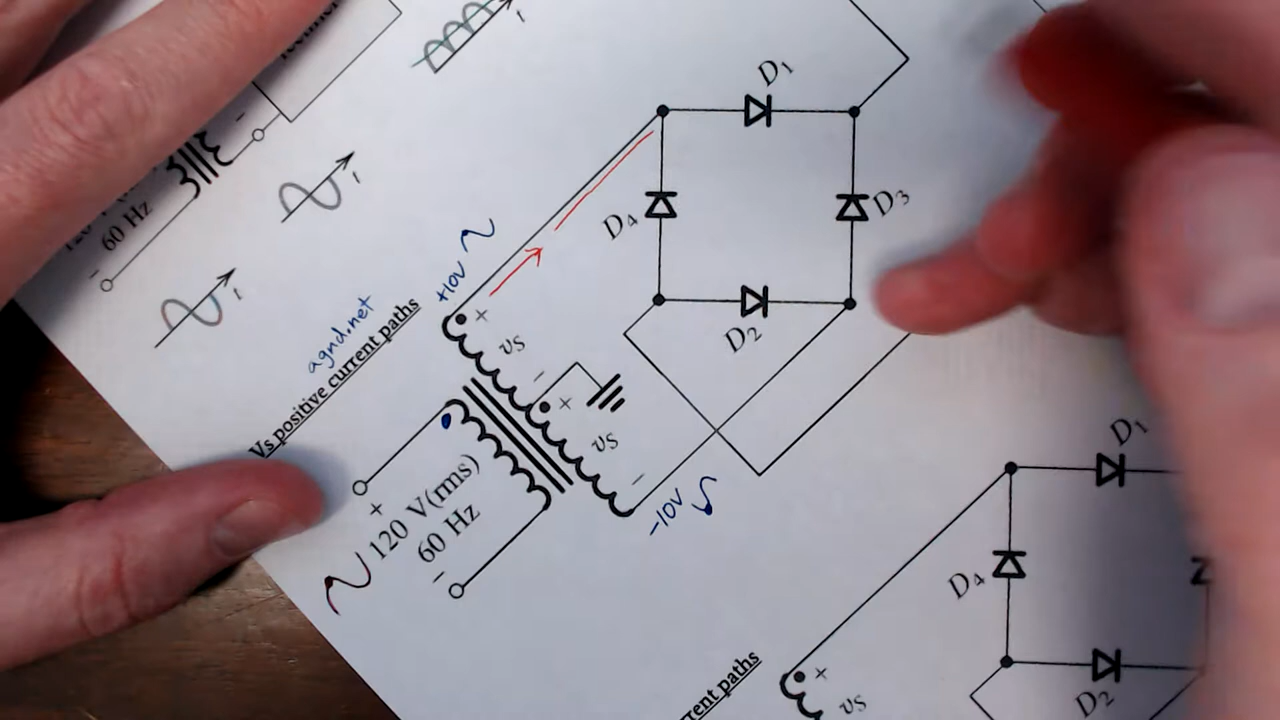 60 Hz
t
t
t
agnd.net
Vs positive current paths
+10V
+
vS
−
+
vS
−
-10V
+
120 V(rms)
60 Hz
−
D1
D4
D3
D2
D1
D4
D2
+
vS
paths